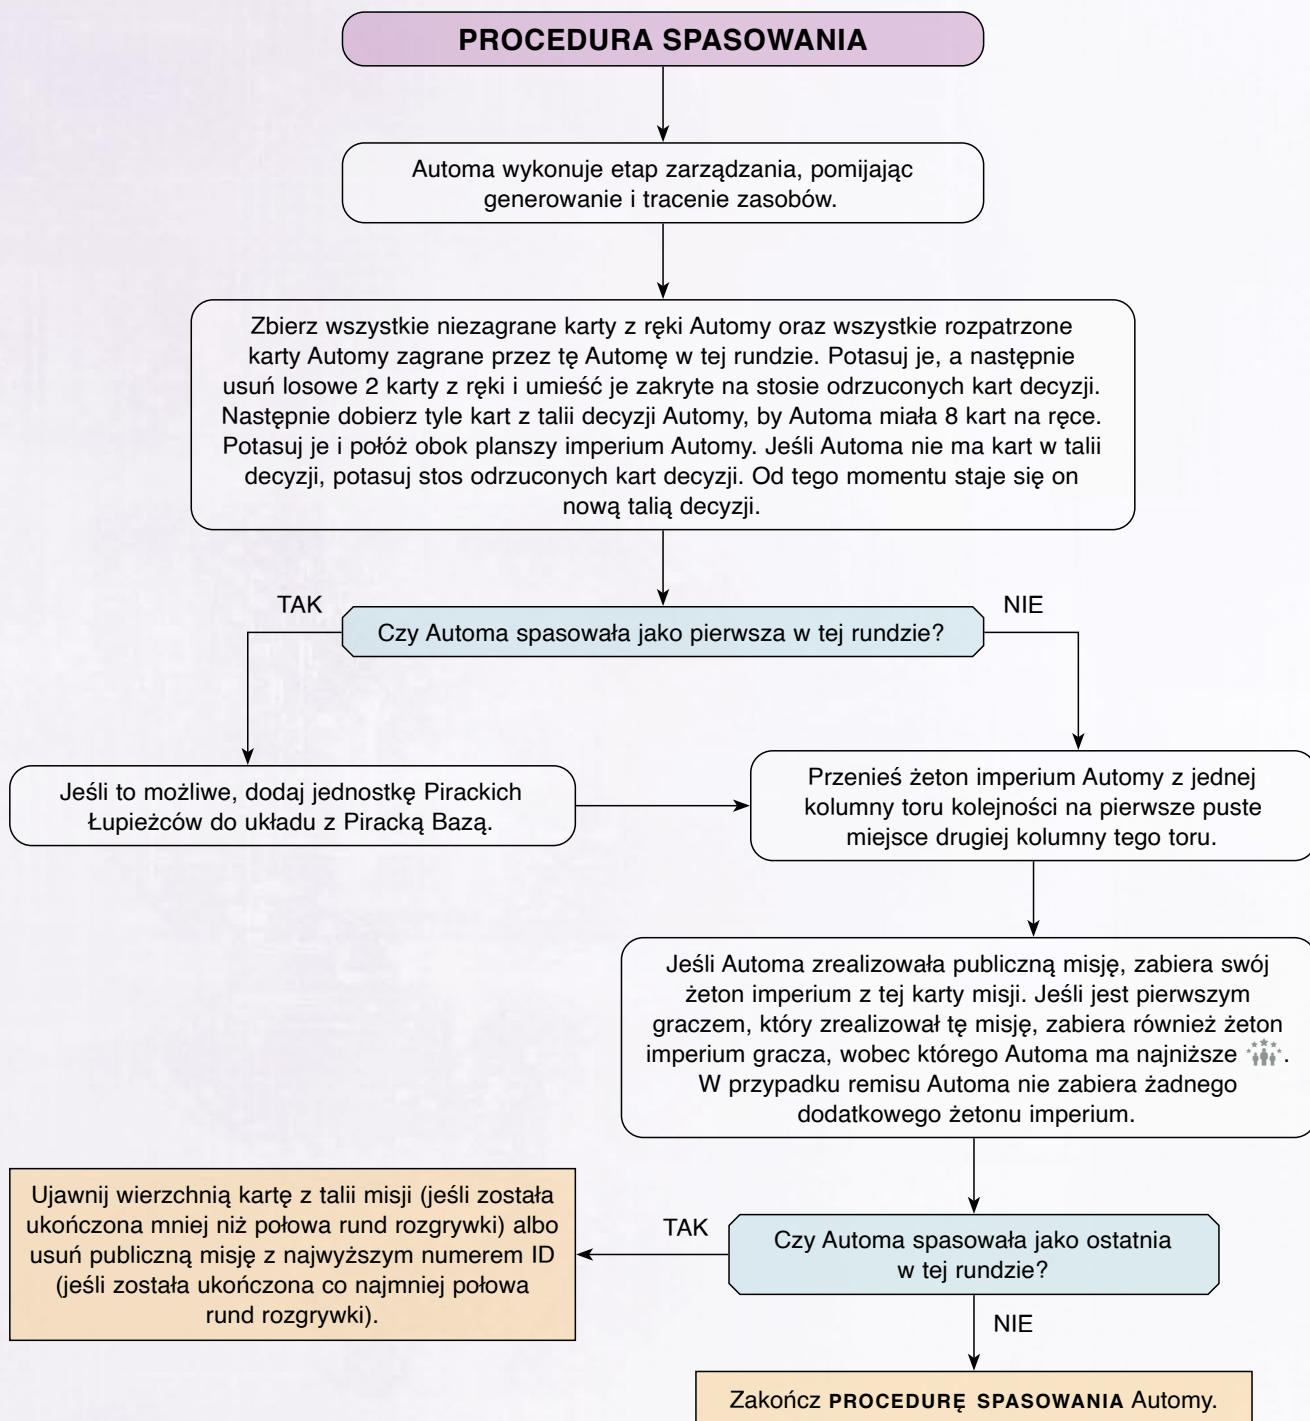 PROCEDURA SPASOWANIA
Automa wykonuje etap zarządzania, pomijając
generowanie i tracenie zasobów.
Zbierz wszystkie niezagrane karty z ręki Automy oraz wszystkie rozpatrzone
karty Automy zagrane przez tę Automę w tej rundzie. Potasuj je, a następnie
usuń losowe 2 karty z ręki i umieść je zakryte na stosie odrzuconych kart decyzji.
Następnie dobierz tyle kart z talii decyzji Automy, by Automa miała 8 kart na ręce.
Potasuj je i połóż obok planszy imperium Automy. Jeśli Automa nie ma kart w talii
decyzji, potasuj stos odrzuconych kart decyzji. Od tego momentu staje się on
nową talią decyzji.
TAK
NIE
Czy Automa spasowała jako pierwsza w tej rundzie?
Jeśli to możliwe, dodaj jednostkę Pirackich
Łupieżców do układu z Piracką Bazą.
Przenieś żeton imperium Automy z jednej
kolumny toru kolejności na pierwsze puste
miejsce drugiej kolumny tego toru.
Jeśli Automa zrealizowała publiczną misję, zabiera swój
żeton imperium z tej karty misji. Jeśli jest pierwszym
graczem, który zrealizował tę misję, zabiera również żeton
imperium gracza, wobec którego Automa ma najniższe .
W przypadku remisu Automa nie zabiera żadnego
dodatkowego żetonu imperium.
Ujawnij wierzchnią kartę z talii misji (jeśli została
ukończona mniej niż połowa rund rozgrywki) albo
usuń publiczną misję z najwyższym numerem ID
(jeśli została ukończona co najmniej połowa
rund rozgrywki).
TAK
Czy Automa spasowała jako ostatnia
w tej rundzie?
NIE
Zakończ PROCEDURĘ SPASOWANIA Automy.